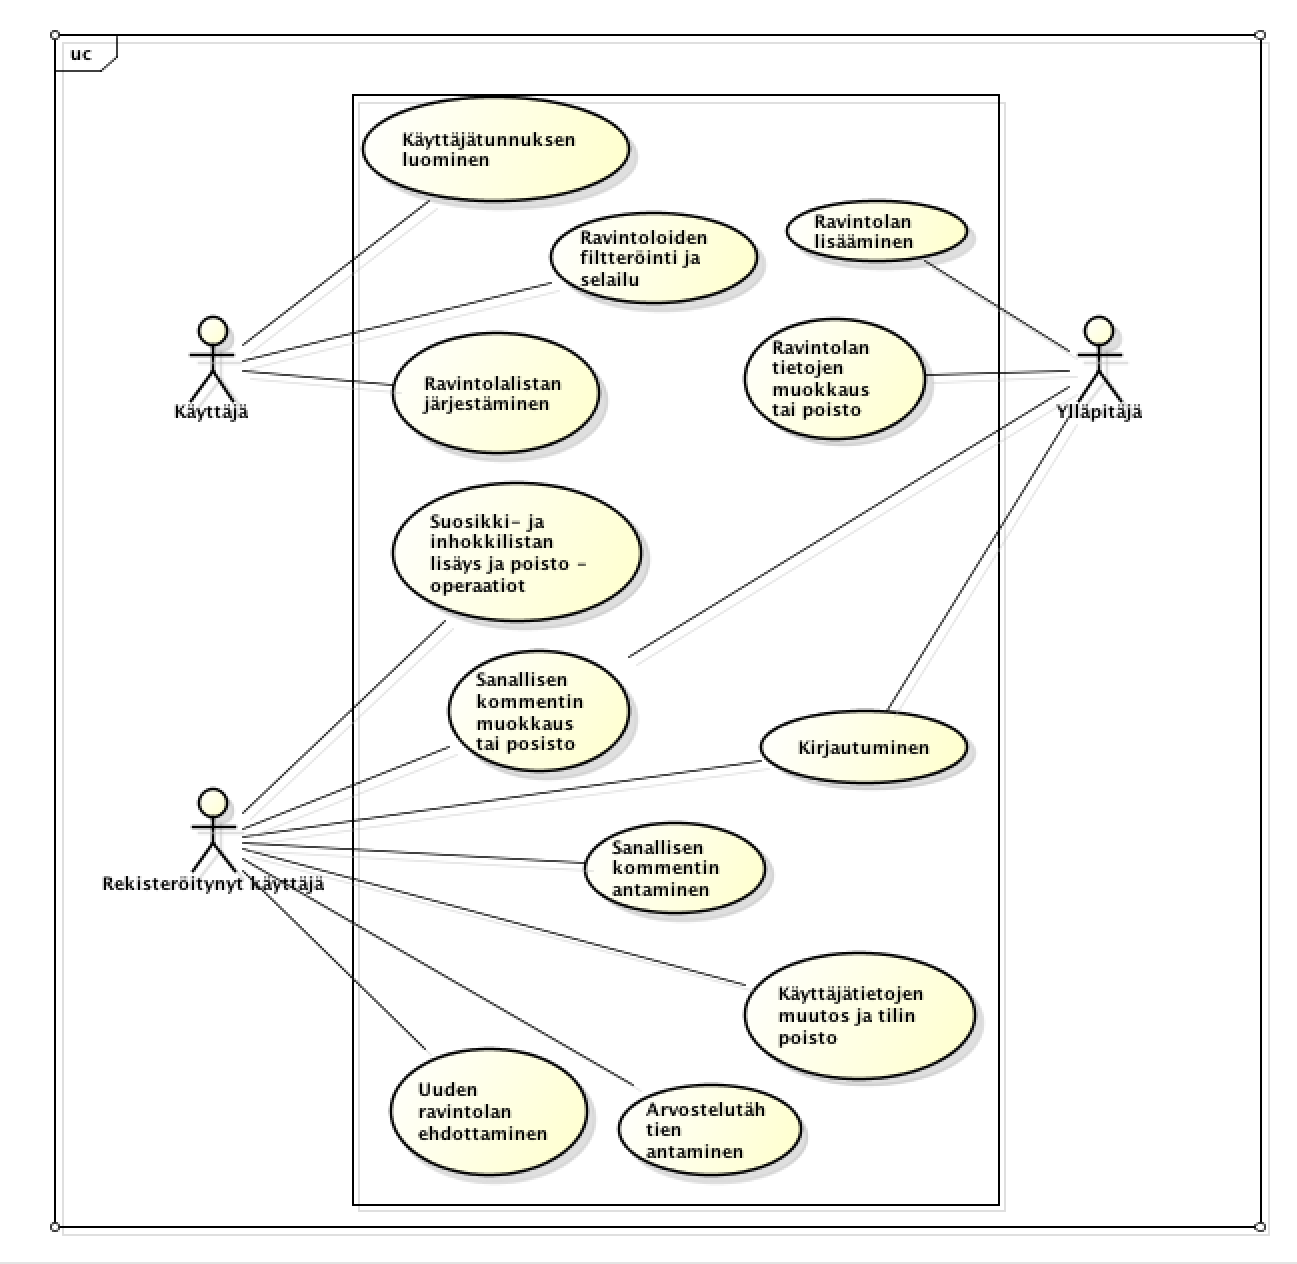 uc
Käyttäjätunnuksen
luominen
Ravintoloiden
filtteröinti ja
selailu
Ravintolan
lisääminen
Käyttäjä
Ravintolalistan
järjestäminen
Ravintolan
tietojen
muokkaus
tai poisto
Ylläpitäjä
Suosikki- ja
inhokkilistan
lisäys ja poisto -
operaatiot
Sanallisen
kommentin
muokkaus
tai posisto
Kirjautuminen
Rekisteröitynyt käyttäjä
Sanallisen
kommentin
antaminen
Käyttäjätietojen
muutos ja tilin
poisto
Uuden
ravintolan
ehdottaminen
Arvostelutäh
tien
antaminen